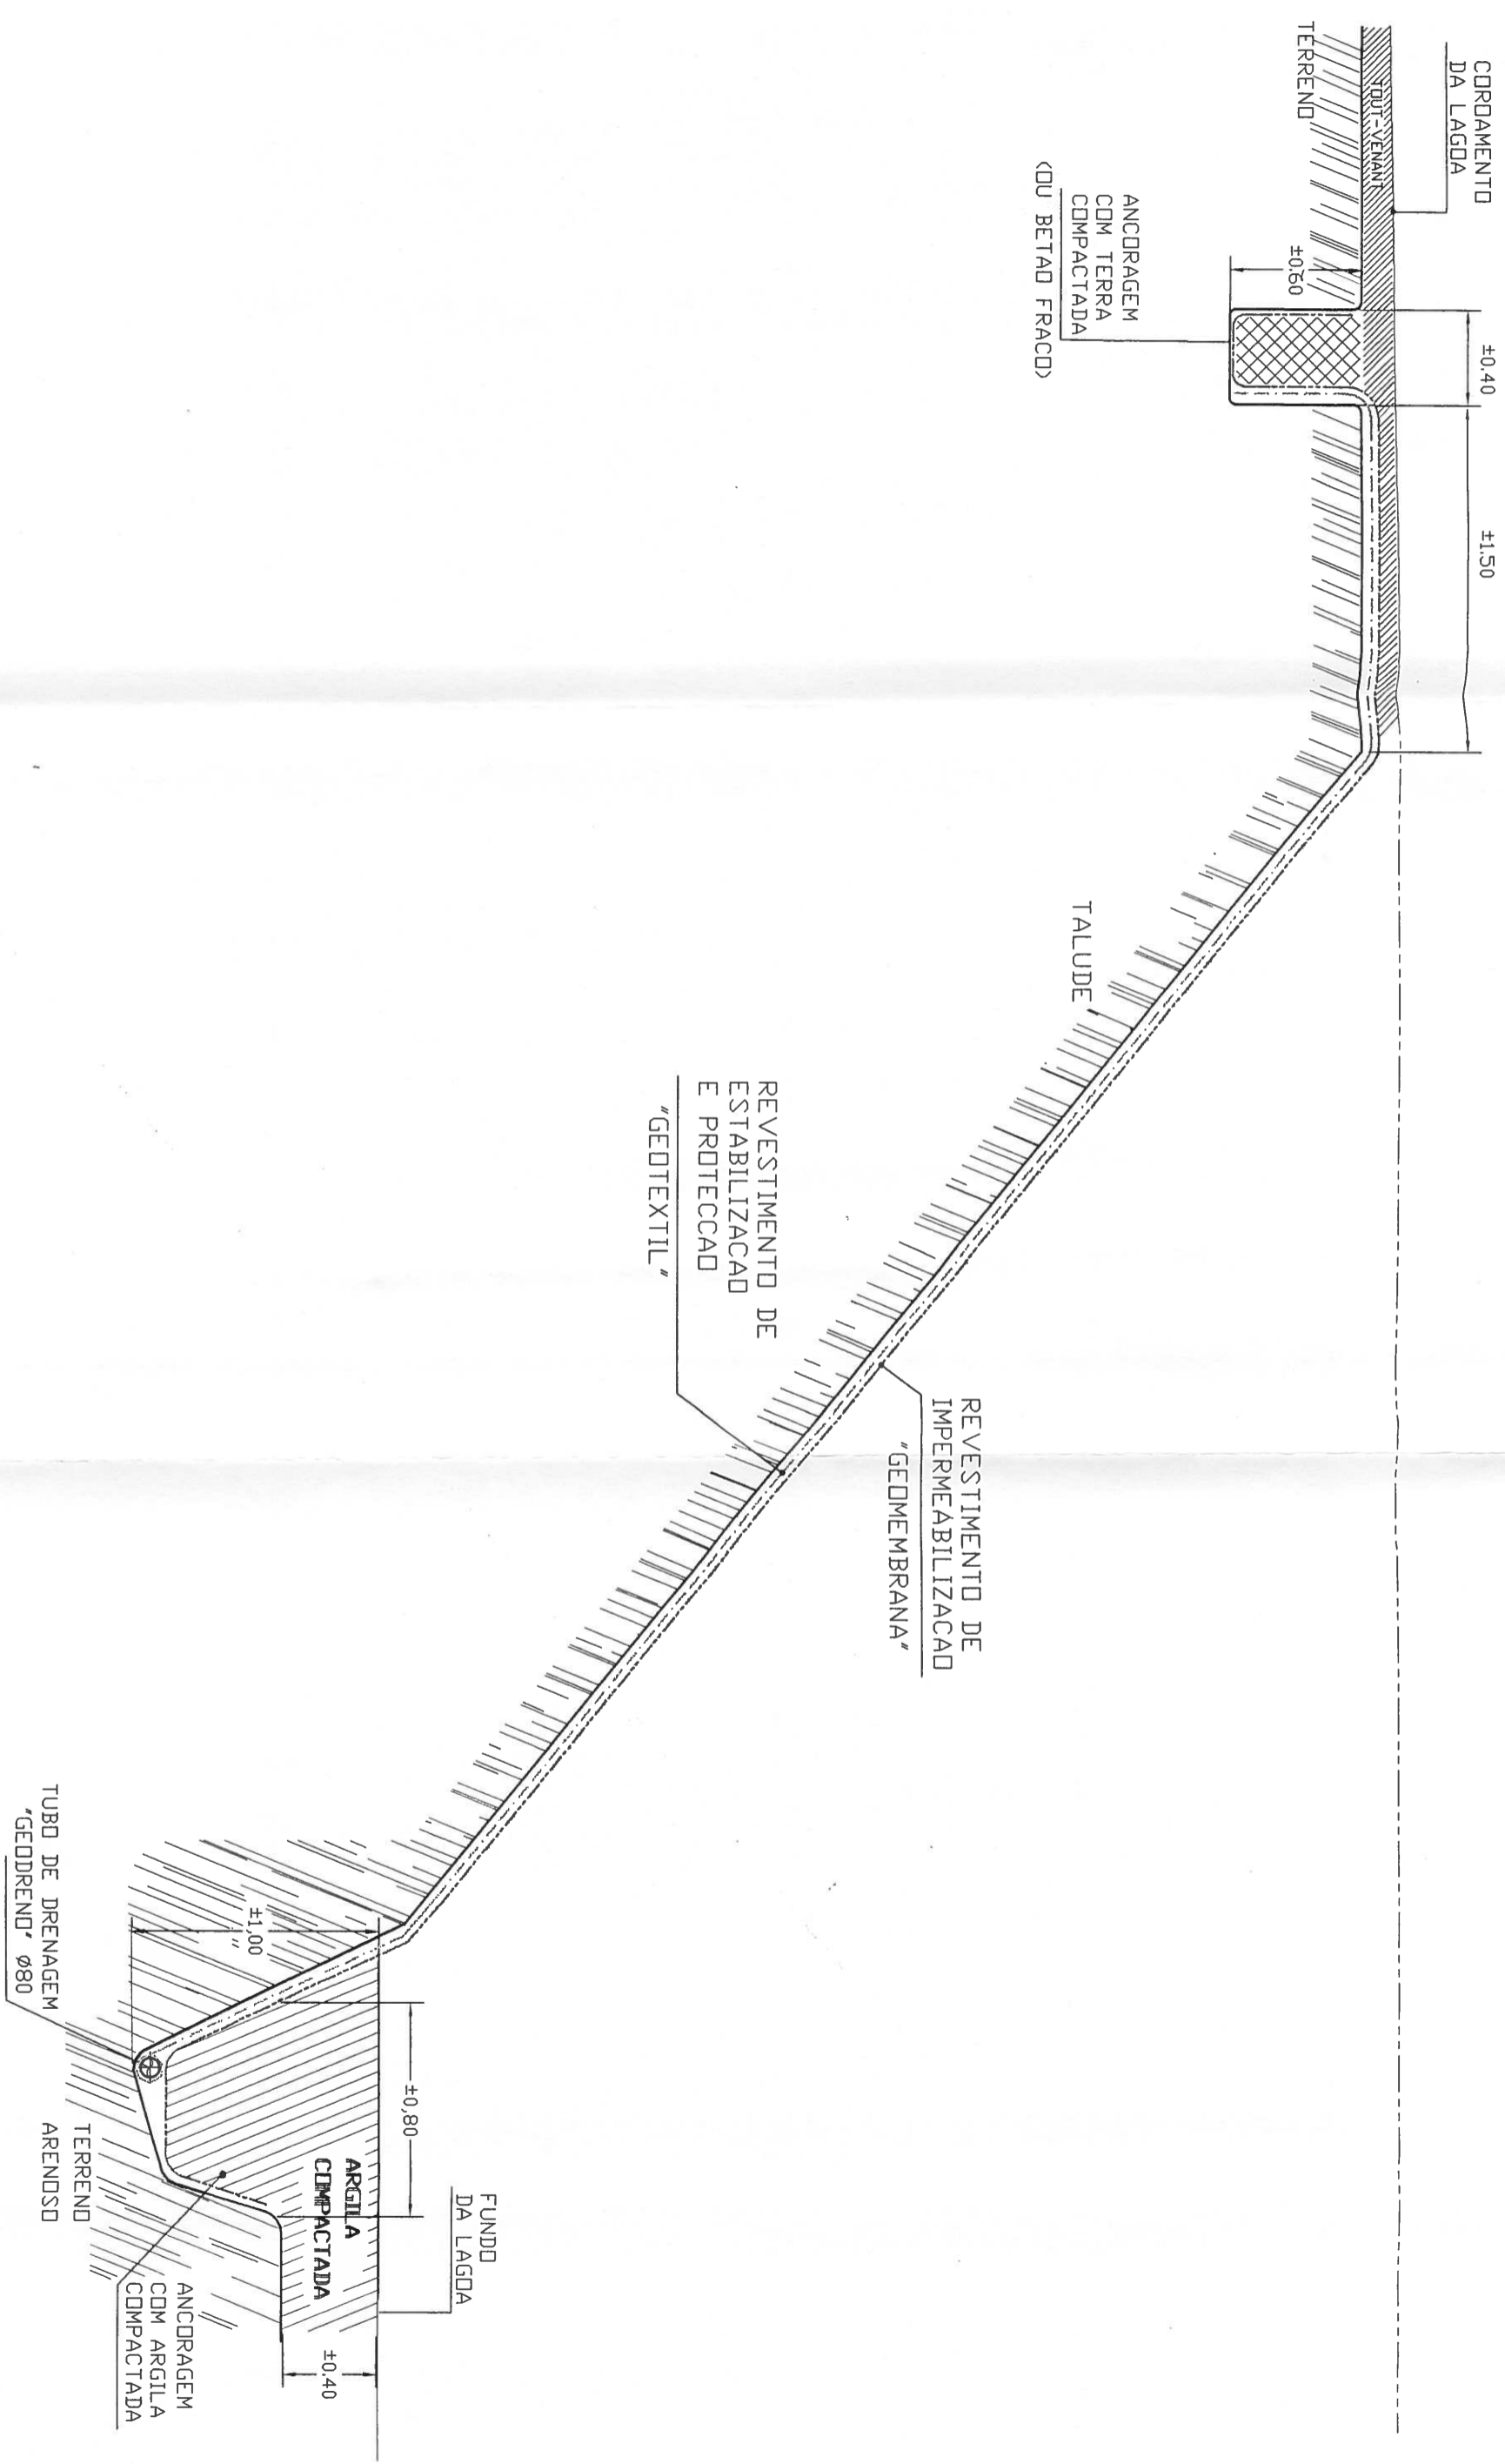 COROAMENTO
DA LAGOA
±0.40
±1.50
TOUT-VENANT
TERRENO
±0.60
ANCORAGEM
COM TERRA
COMPACTADA
(OU BETAO FRACO)
TALUDE
REVESTIMENTO DE
IMPERMEABILIZACAO
"GEOMEMBRANA"
REVESTIMENTO DE
ESTABILIZACAO
E PROTECCAO
"GEOTEXTIL"
FUNDO
DA LAGOA
±0,80
ARGILA
COMPACTADA
±0.40
±1,00
ANCORAGEM
COM ARGILA
COMPACTADA
TERRENO
ARENOSO
TUBO DE DRENAGEM
"GEODRENO" Ø80